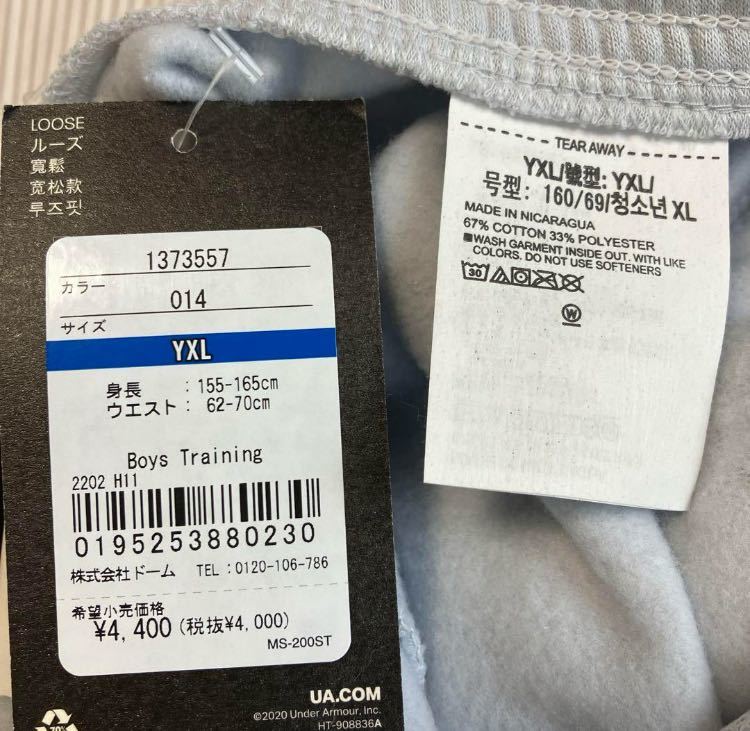 LOOSE
ルーズ
寬鬆
宽松款
루즈핏
1373557
カラー
014
サイズ
YXL
身長 : 155-165cm
ウエスト : 62-70cm
Boys Training
2202 H11
0195253880230
株式会社ドーム TEL:0120-106-786
希望小売価格
¥4,400 (税抜¥4,000)
MS-200ST
UA.COM
©2020 Under Armour, Inc.
HT-908836A
TEAR AWAY
YXL/號型: YXL/
号型: 160/69/청소년 XL
MADE IN NICARAGUA
67% COTTON 33% POLYESTER
■WASH GARMENT INSIDE OUT. WITH LIKE
COLORS. DO NOT USE SOFTENERS
30
W